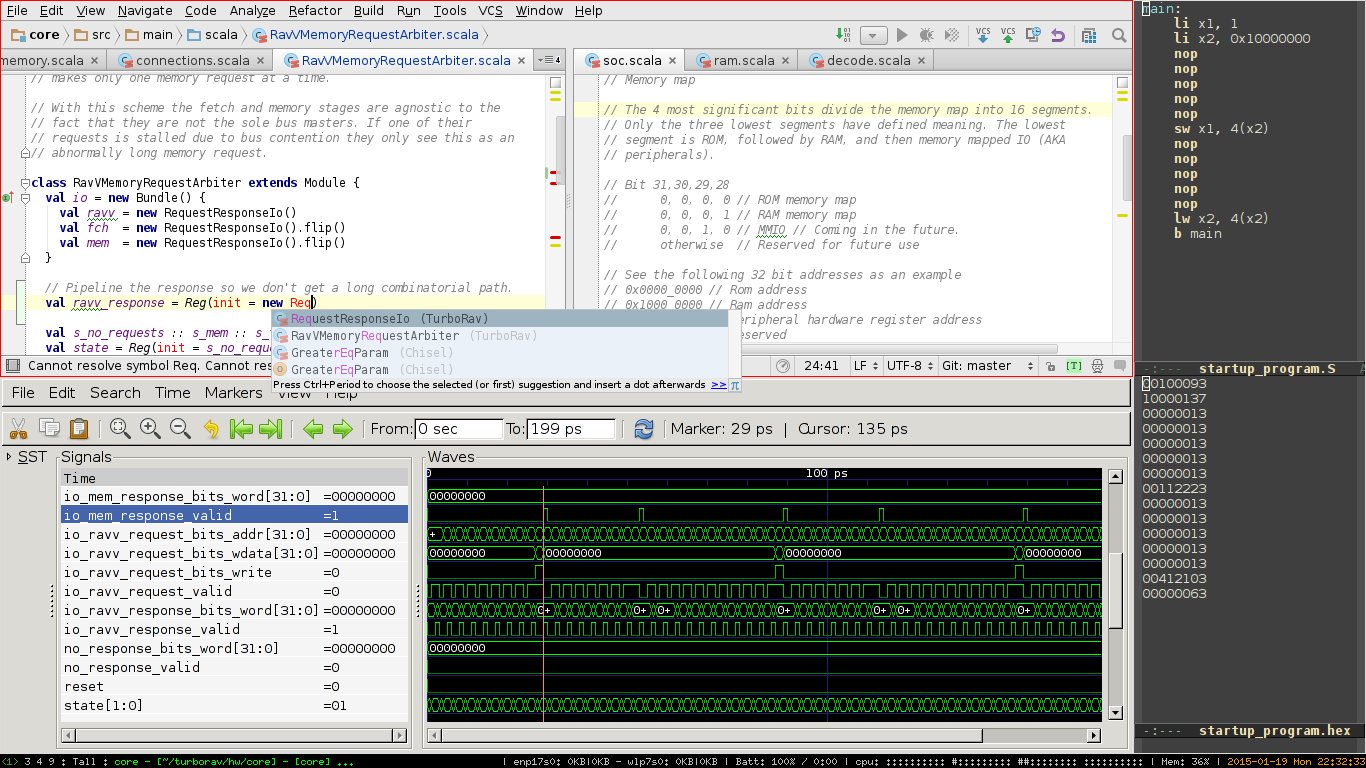 File Edit View Navigate Code Analyze Refactor Build Run Tools VCS Window Help
core src main scala RavVMemoryRequestArbiter.scala
memory.scala connections.scala RavVMemoryRequestArbiter.scala 4
// makes only one memory request at a time.
// With this scheme the fetch and memory stages are agnostic to the
// fact that they are not the sole bus masters. If one of their
// requests is stalled due to bus contention they only see this as an
// abnormally long memory request.
class RavVMemoryRequestArbiter extends Module {
val io = new Bundle() {
val ravv = new RequestResponseIo()
val fch = new RequestResponseIo().flip()
val mem = new RequestResponseIo().flip()
}
// Pipeline the response so we don't get a long combinatorial path.
val ravv_response = Reg(init = new Req)
val s_no_requests :: s_mem :: s_
val state = Reg(init = s_no_reque
RequestResponseIo (TurboRav)
RavVMemoryRequestArbiter (TurboRav)
GreaterEqParam (Chisel)
GreaterEqParam (Chisel)
Press Ctrl+Period to choose the selected (or first) suggestion and insert a dot afterwards >> π
soc.scala ram.scala decode.scala
// Memory map
// The 4 most significant bits divide the memory map into 16 segments.
// Only the three lowest segments have defined meaning. The lowest
// segment is ROM, followed by RAM, and then memory mapped IO (AKA
// peripherals).
// Bit 31,30,29,28
// 0, 0, 0, 0 // ROM memory map
// 0, 0, 0, 1 // RAM memory map
// 0, 0, 1, 0 // MMIO // Coming in the future.
// otherwise // Reserved for future use
// See the following 32 bit addresses as an example
// 0x0000_0000 // Rom address
// 0x1000_0000 // Ram address
eripheral hardware register address
served
Cannot resolve symbol Req. Cannot res
24:41 LF UTF-8 Git: master [T]
File Edit Search Time Markers View Help
From: 0 sec To: 199 ps Marker: 29 ps | Cursor: 135 ps
SST
Signals
Time
io_mem_response_bits_word[31:0] =00000000
io_mem_response_valid =1
io_ravv_request_bits_addr[31:0] =00000000
io_ravv_request_bits_wdata[31:0] =00000000
io_ravv_request_bits_write =0
io_ravv_request_valid =0
io_ravv_response_bits_word[31:0] =00000000
io_ravv_response_valid =1
no_response_bits_word[31:0] =00000000
no_response_valid =0
reset =0
state[1:0] =01
Waves
0 100 ps
00000000
+
00000000 00000000 00000000 00000000
0+ 0+ 0+ 0+ 0+ 0+ 0+
00000000
main:
li x1, 1
li x2, 0x10000000
nop
nop
nop
nop
nop
sw x1, 4(x2)
nop
nop
nop
nop
nop
lw x2, 4(x2)
b main
-:--- startup_program.S A
00100093
10000137
00000013
00000013
00000013
00000013
00000013
00112223
00000013
00000013
00000013
00000013
00000013
00412103
00000063
-:--- startup_program.hex
<1> 3 4 9 : Tall : core - [~/turborav/hw/core] - [core] ... | enp17s0: 0KB|0KB - wlp7s0: 0KB|0KB | Batt: 100% / 0:00 | cpu: | Mem: 36% | 2015-01-19 Mon 22:32:33